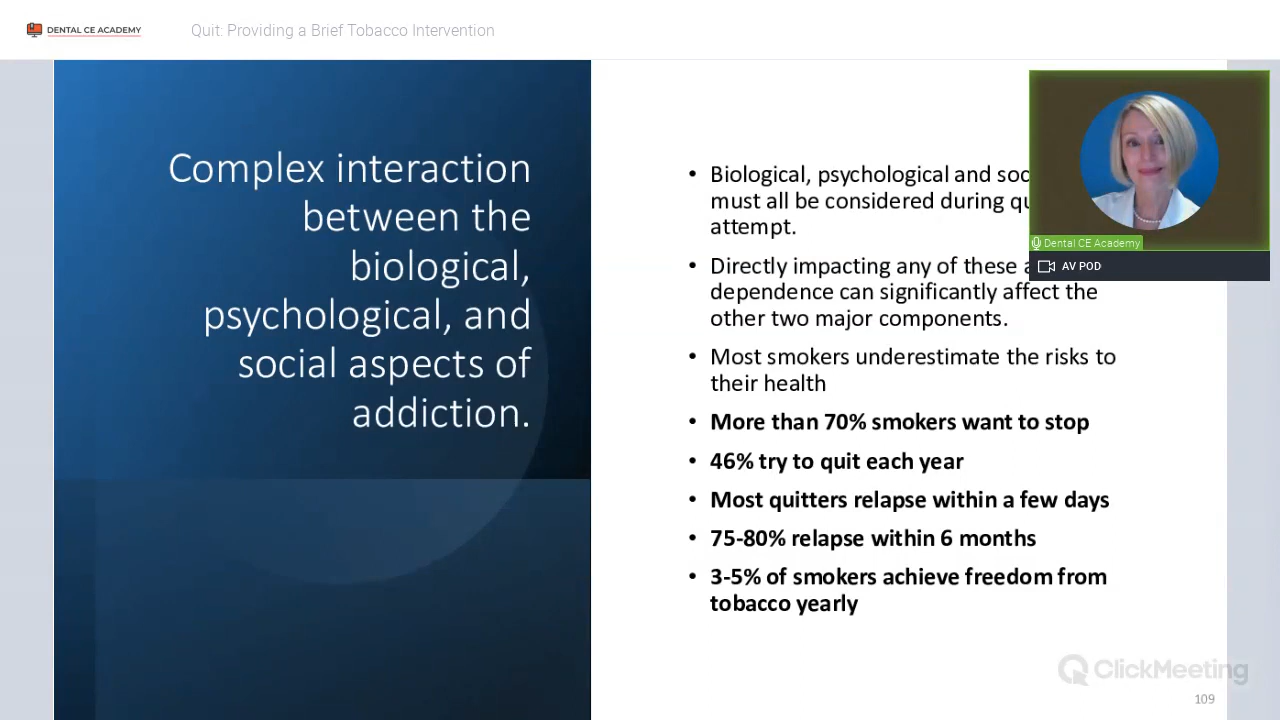 DENTAL CE ACADEMY
Quit: Providing a Brief Tobacco Intervention
Complex interaction
between the
biological,
psychological, and
social aspects of
addiction.
• Biological, psychological and
must all be considered during
attempt.
• Directly impacting any of these
dependence can significantly affect the
other two major components.
• Most smokers underestimate the risks to
their health
• More than 70% smokers want to stop
• 46% try to quit each year
• Most quitters relapse within a few days
• 75-80% relapse within 6 months
• 3-5% of smokers achieve freedom from
tobacco yearly
Dental CE Academy
AV POD
ClickMeeting
109